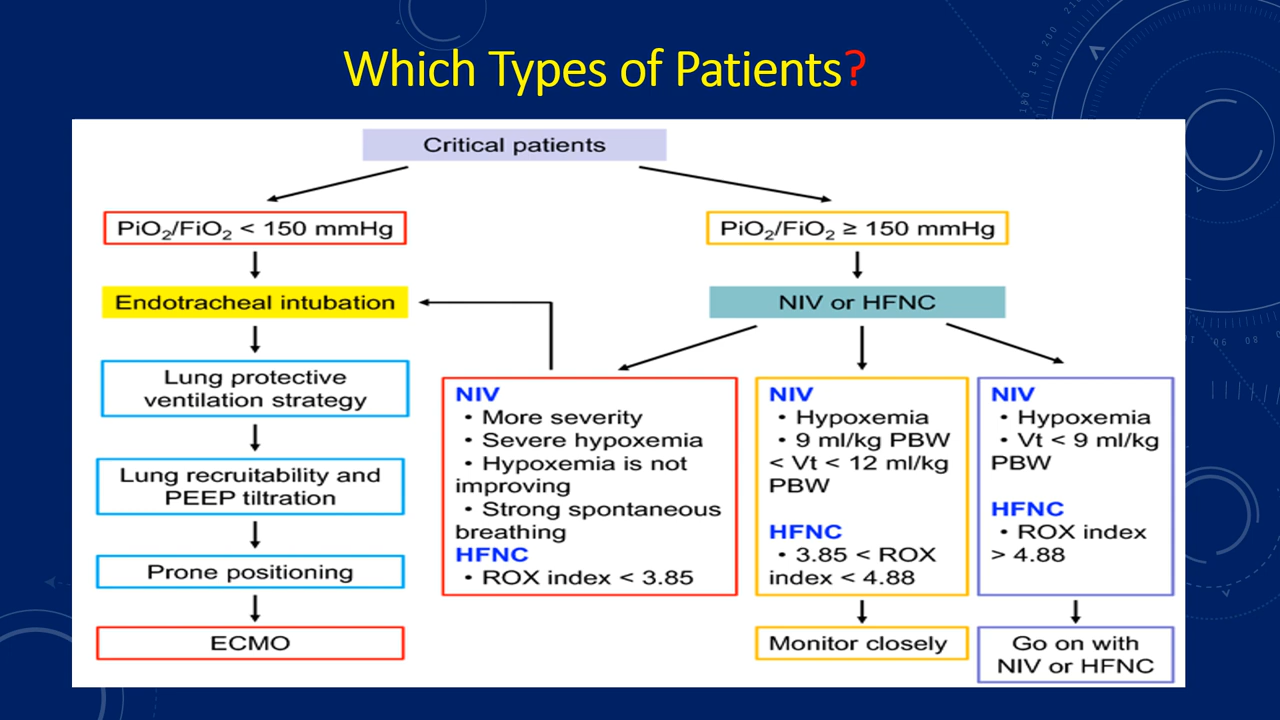 Which Types of Patients?
Critical patients
PiO₂/FiO₂ < 150 mmHg
PiO₂/FiO₂ ≥ 150 mmHg
Endotracheal intubation
NIV or HFNC
Lung protective
ventilation strategy
Lung recruitability and
PEEP tiltration
Prone positioning
ECMO
NIV
• More severity
• Severe hypoxemia
• Hypoxemia is not
improving
• Strong spontaneous
breathing
HFNC
• ROX index < 3.85
NIV
• Hypoxemia
• 9 ml/kg PBW
< Vt < 12 ml/kg
PBW
HFNC
• 3.85 < ROX
index < 4.88
Monitor closely
NIV
• Hypoxemia
• Vt < 9 ml/kg
PBW
HFNC
• ROX index
> 4.88
Go on with
NIV or HFNC